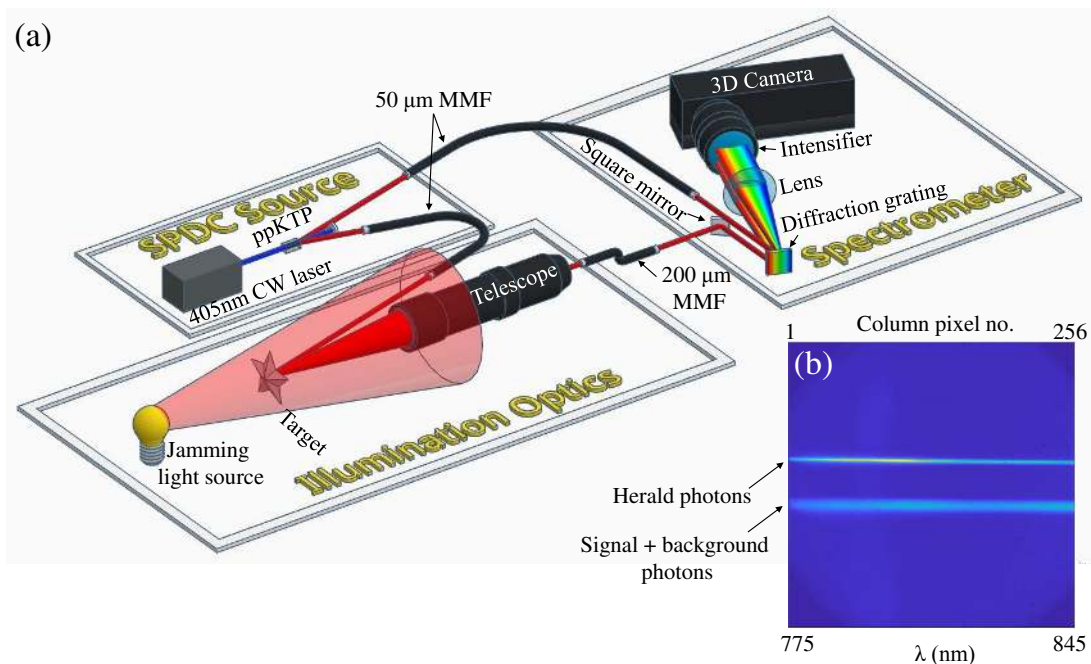 (a)
3D Camera
50 μm MMF
Intensifier
Square
mirror
Lens
SPDC Source
ppKTP
Diffraction grating
Spectrometer
405nm CW laser
Telescope
200 μm
MMF
1 Column pixel no. 256
(b)
Target
Illumination Optics
Jamming
light source
Herald photons
Signal + background
photons
775 λ (nm) 845